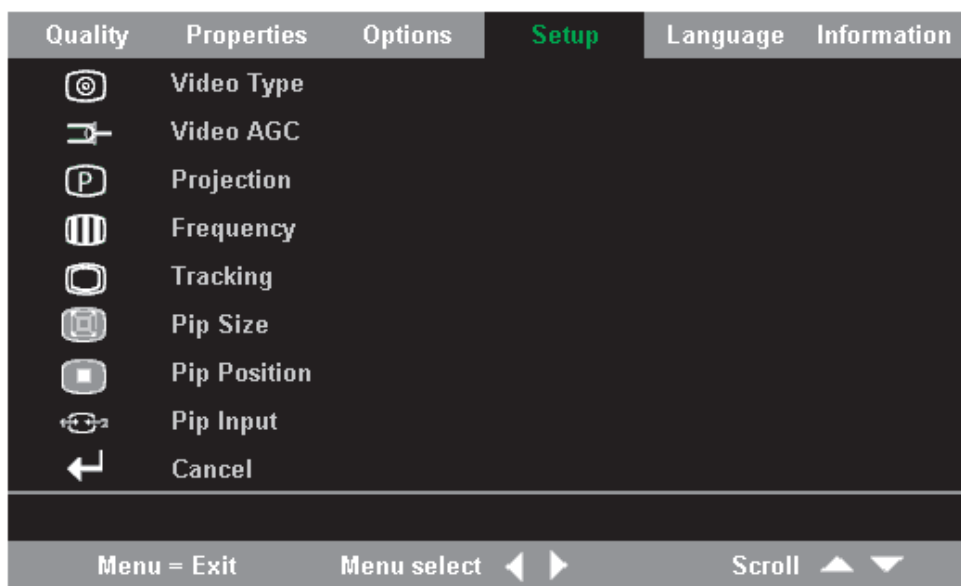 Quality Properties Options Setup Language Information
Video Type
Video AGC
P Projection
Frequency
Tracking
Pip Size
Pip Position
Pip Input
Cancel
Menu = Exit Menu select Scroll